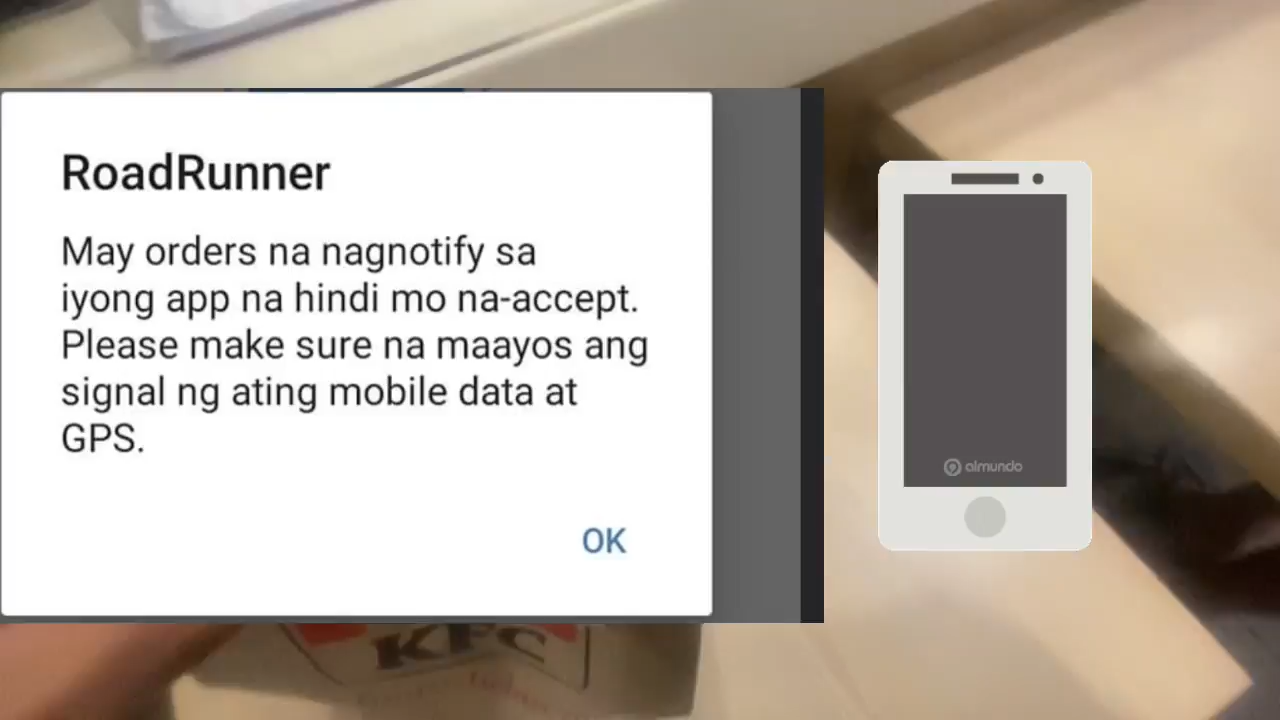 RoadRunner
May orders na nagnotify sa
iyong app na hindi mo na-accept.
Please make sure na maayos ang
signal ng ating mobile data at
GPS.
OK
almundo
KFC